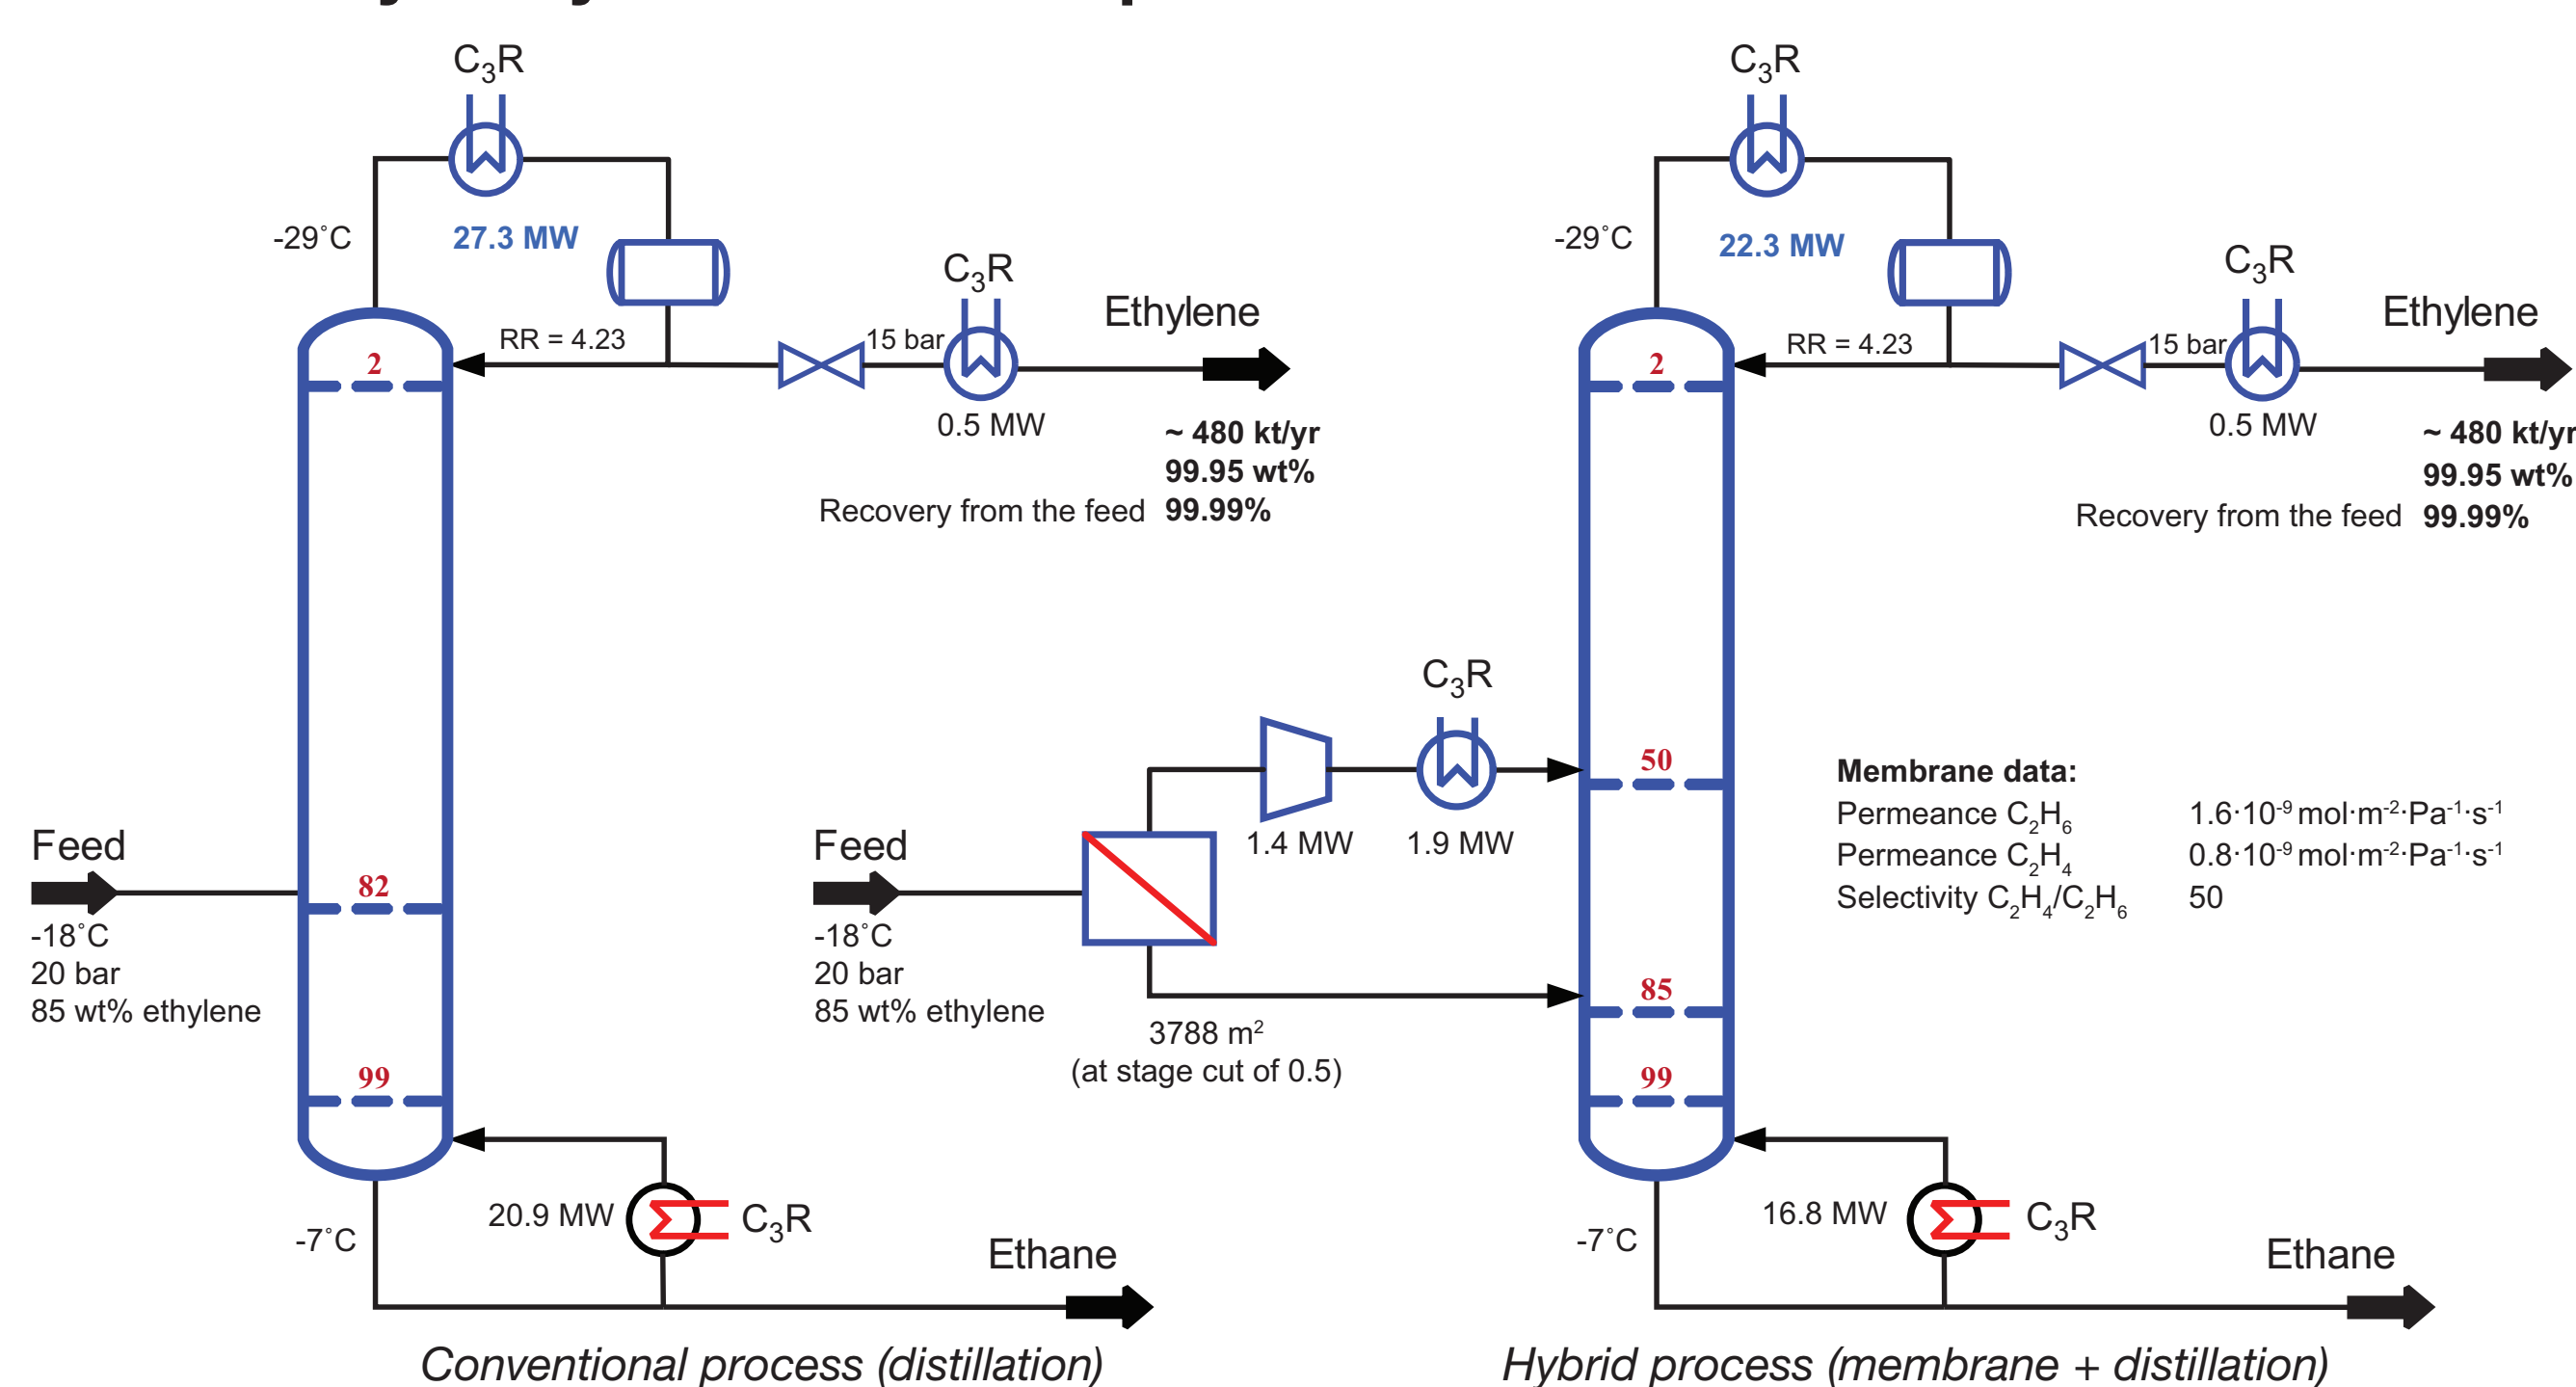 C₃R
27.3 MW
-29˚C
C₃R
RR = 4.23
15 bar
Ethylene
2
0.5 MW
~ 480 kt/yr
99.95 wt%
Recovery from the feed 99.99%
Feed
82
-18˚C
20 bar
85 wt% ethylene
99
20.9 MW
C₃R
-7˚C
Ethane
Conventional process (distillation)
C₃R
-29˚C
22.3 MW
C₃R
RR = 4.23
15 bar
Ethylene
2
0.5 MW
~ 480 kt/yr
99.95 wt%
Recovery from the feed 99.99%
C₃R
50
1.4 MW
1.9 MW
Feed
-18˚C
20 bar
85 wt% ethylene
3788 m²
(at stage cut of 0.5)
85
99
Membrane data:
Permeance C₂H₆ 1.6·10⁻⁹ mol·m⁻²·Pa⁻¹·s⁻¹
Permeance C₂H₄ 0.8·10⁻⁹ mol·m⁻²·Pa⁻¹·s⁻¹
Selectivity C₂H₄/C₂H₆ 50
16.8 MW
C₃R
-7˚C
Ethane
Hybrid process (membrane + distillation)